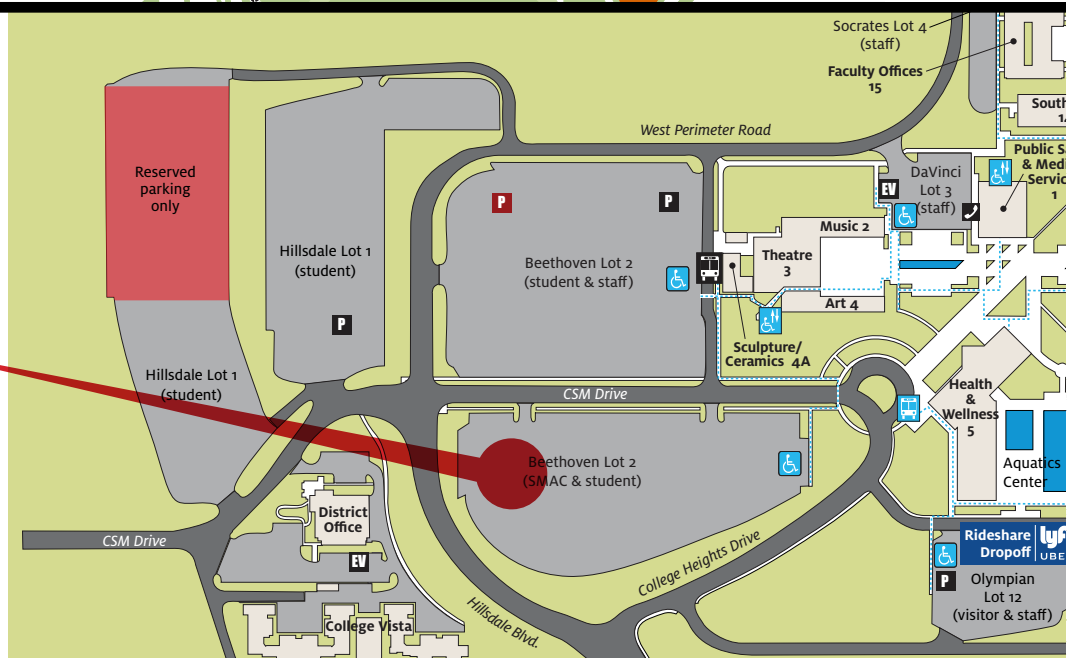 Socrates Lot 4
(staff)
Faculty Offices
15
South
West Perimeter Road
Reserved
parking
only
P
P
EV
DaVinci
Lot 3
(staff)
Public S
& Medi
Servic
1
Music 2
Theatre
3
Art 4
Hillsdale Lot 1
(student)
P
Beethoven Lot 2
(student & staff)
Sculpture/
Ceramics 4A
Hillsdale Lot 1
(student)
CSM Drive
Health
&
Wellness
5
Beethoven Lot 2
(SMAC & student)
Aquatics
Center
District
Office
CSM Drive
EV
College Heights Drive
Rideshare
Dropoff
lyf
UBE
P
Olympian
Lot 12
(visitor & staff)
Hillsdale Blvd.
College Vista